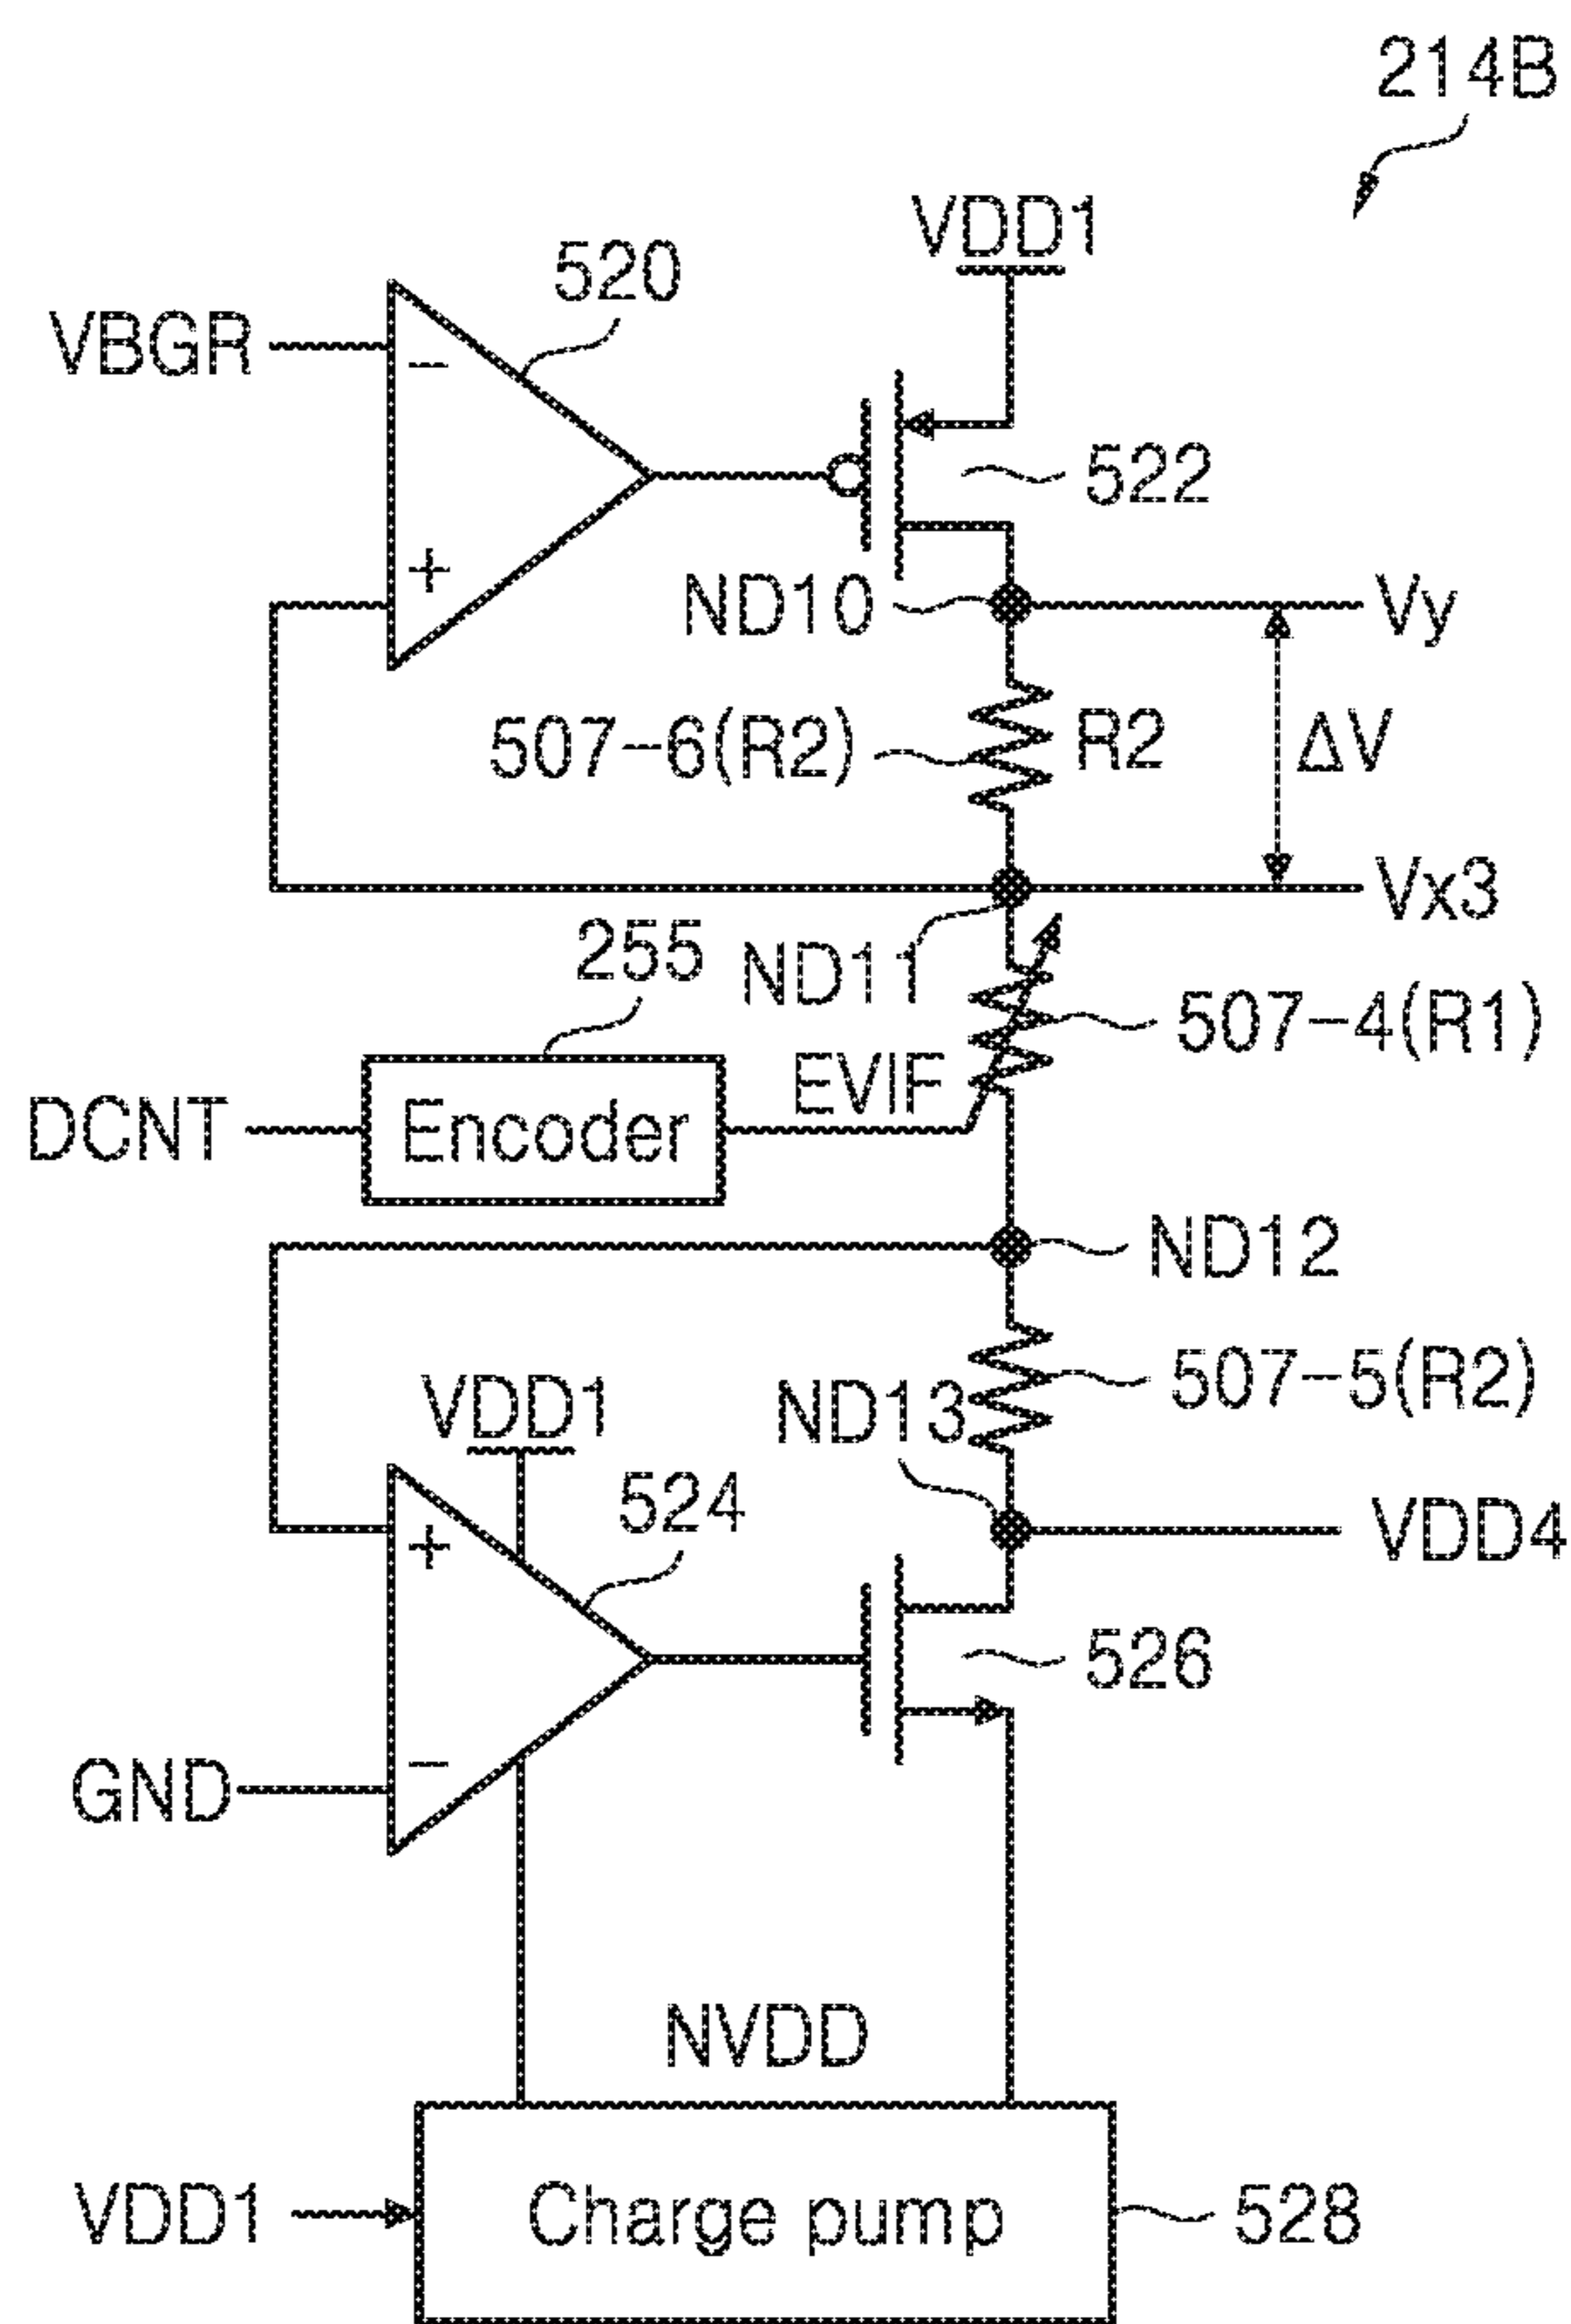 214B
VDD1
520
VBGR
−
522
+
ND10
Vy
507-6(R2)
R2
ΔV
Vx3
255
ND11
507-4(R1)
EVIF
DCNT
Encoder
ND12
507-5(R2)
VDD1
ND13
524
VDD4
+
526
−
GND
NVDD
VDD1
Charge pump
528